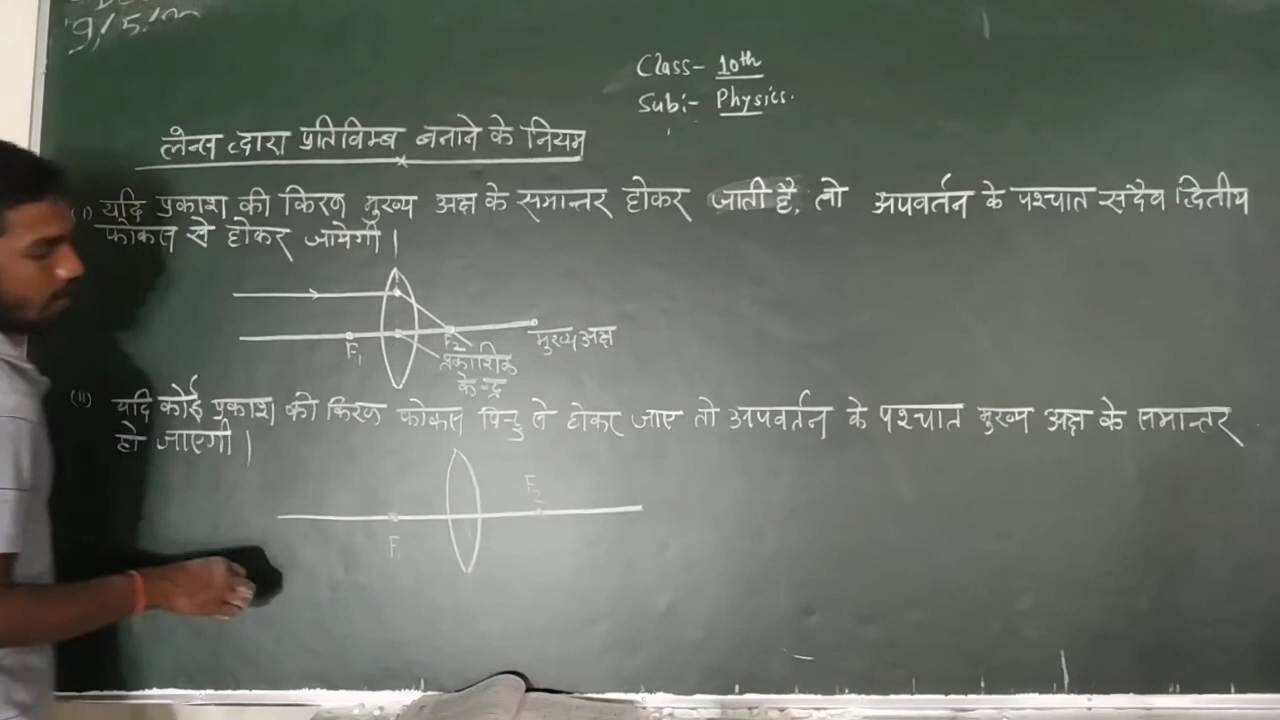 9/5/
Class- 10th
Sub:- Physics.
लेन्स द्वारा प्रतिबिम्ब बनाने के नियम
(I) यदि प्रकाश की किरण मुख्य अक्ष के समान्तर होकर जाती है, तो अपवर्तन के पश्चात सदैव द्वितीय
फोकस से होकर जायेगी।
F₁ F₂ मुख्य अक्ष
प्रकाशिक
केन्द्र
(II) यदि कोई प्रकाश की किरण फोकस बिन्दु से होकर जाए तो अपवर्तन के पश्चात मुख्य अक्ष के समान्तर
हो जाएगी।
F₂
F₁